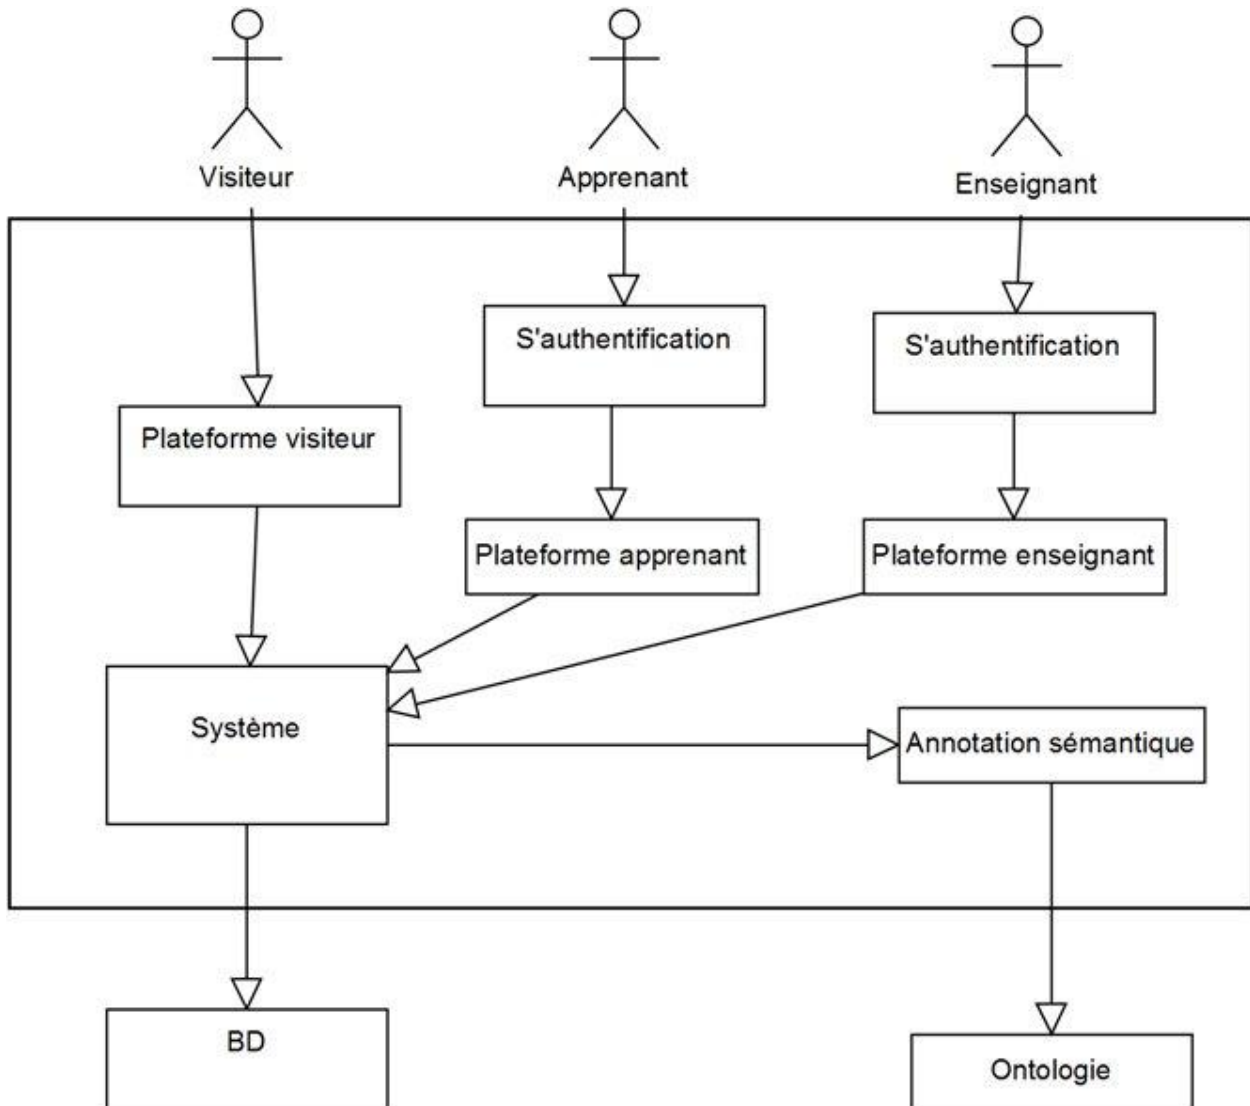 Visiteur
Apprenant
Enseignant
S'authentification
S'authentification
Plateforme visiteur
Plateforme apprenant
Plateforme enseignant
Système
Annotation sémantique
BD
Ontologie